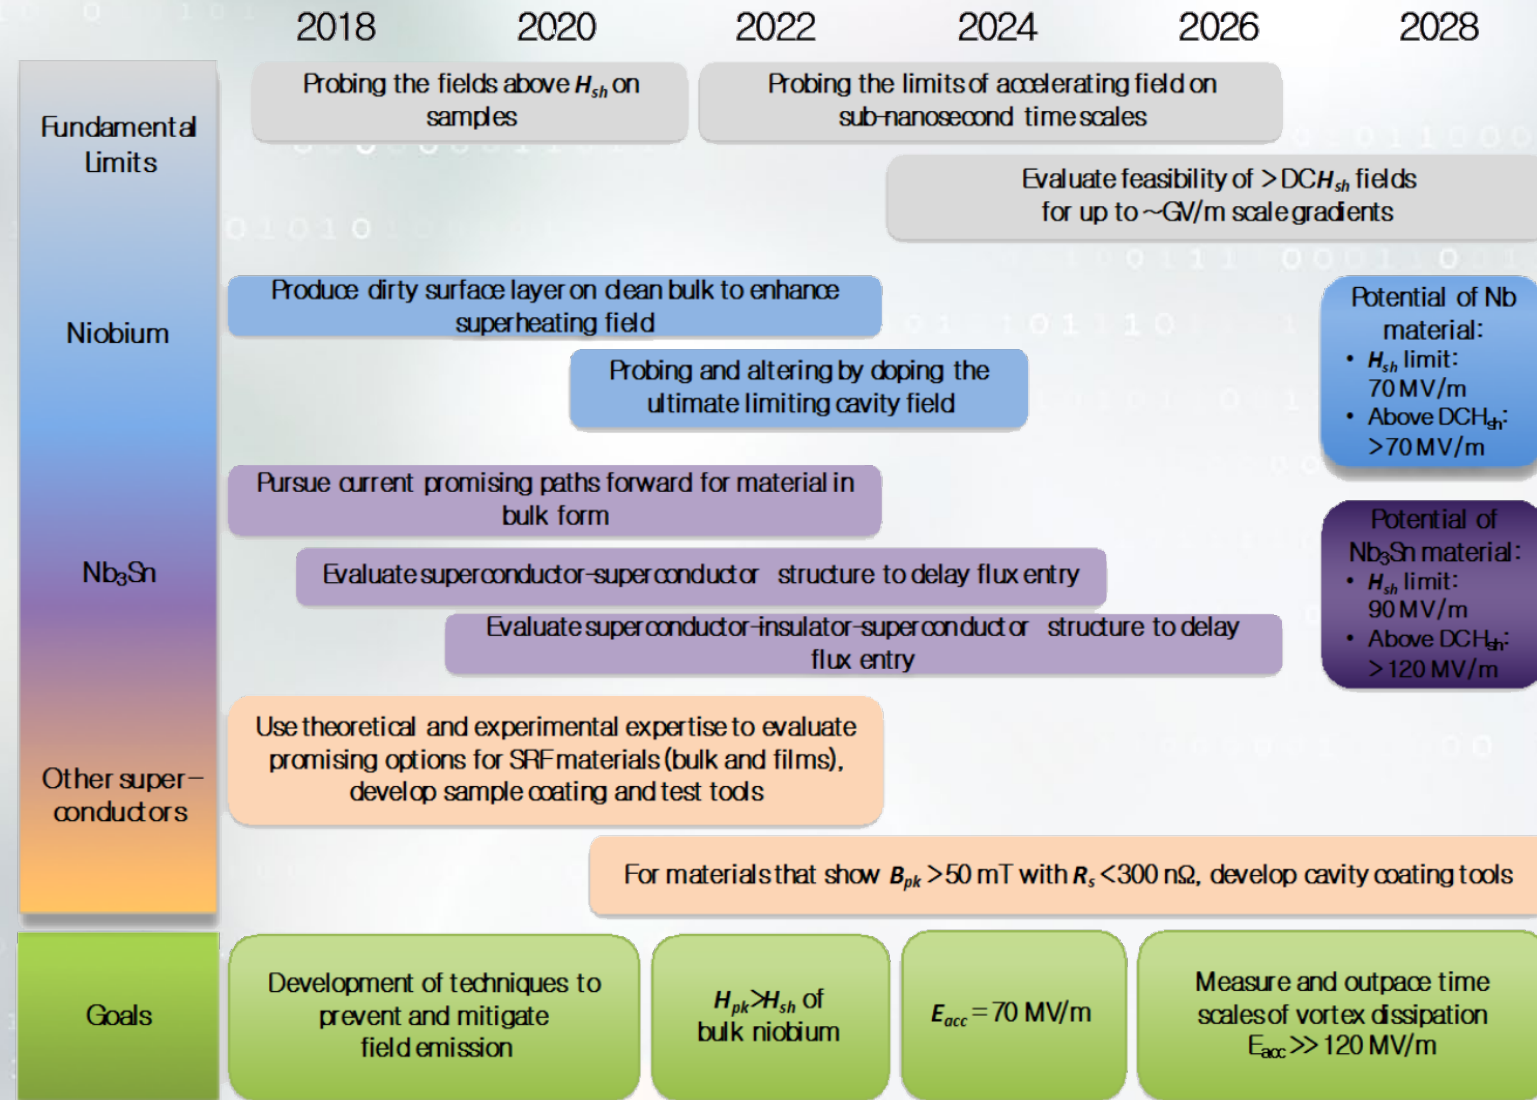 2018 2020 2022 2024 2026 2028
Fundamental
Limits
Probing the fields above Hsh on
samples
Probing the limits of accelerating field on
sub-nanosecond time scales
Evaluate feasibility of > DCHsh fields
for up to ~GV/m scale gradients
Niobium
Produce dirty surface layer on clean bulk to enhance
superheating field
Probing and altering by doping the
ultimate limiting cavity field
Potential of Nb
material:
• Hsh limit:
70 MV/m
• Above DCHsh:
>70 MV/m
Nb₃Sn
Pursue current promising paths forward for material in
bulk form
Evaluate superconductor-superconductor structure to delay flux entry
Evaluate superconductor-insulator-superconductor structure to delay
flux entry
Potential of
Nb₃Sn material:
• Hsh limit:
90 MV/m
• Above DCHsh:
>120 MV/m
Other super-
conductors
Use theoretical and experimental expertise to evaluate
promising options for SRF materials (bulk and films),
develop sample coating and test tools
For materials that show Bpk >50 mT with Rs <300 nΩ, develop cavity coating tools
Goals
Development of techniques to
prevent and mitigate
field emission
Hpk>Hsh of
bulk niobium
Eacc = 70 MV/m
Measure and outpace time
scales of vortex dissipation
Eacc >> 120 MV/m